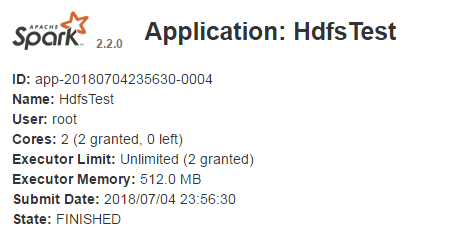 APACHE
Spark 2.2.0 Application: HdfsTest
ID: app-20180704235630-0004
Name: HdfsTest
User: root
Cores: 2 (2 granted, 0 left)
Executor Limit: Unlimited (2 granted)
Executor Memory: 512.0 MB
Submit Date: 2018/07/04 23:56:30
State: FINISHED